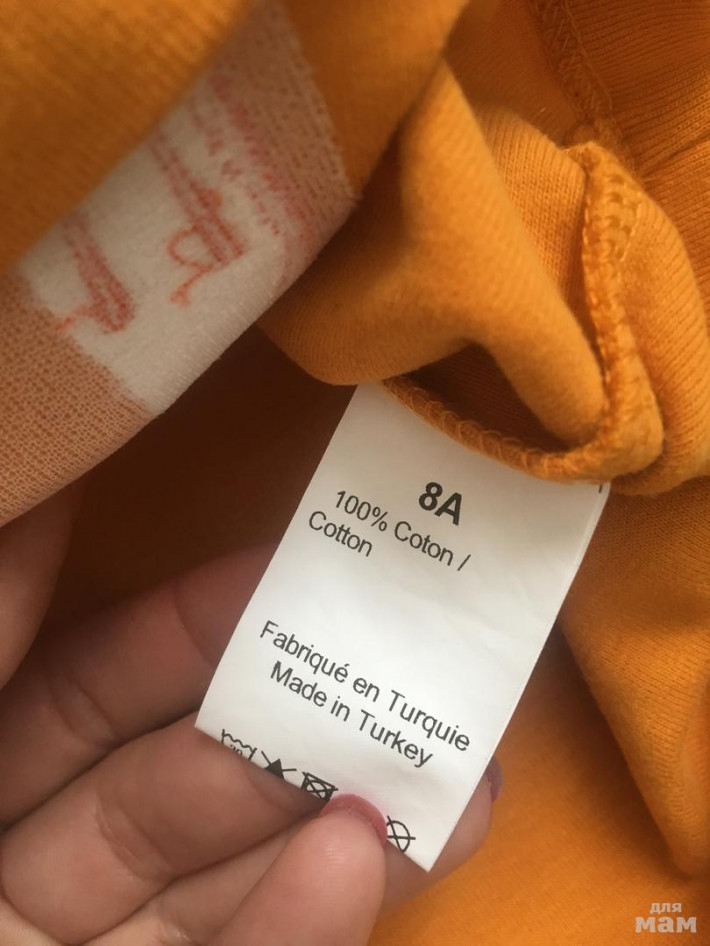 8A
100% Coton /
Cotton
Fabriqué en Turquie
Made in Turkey
для
мам